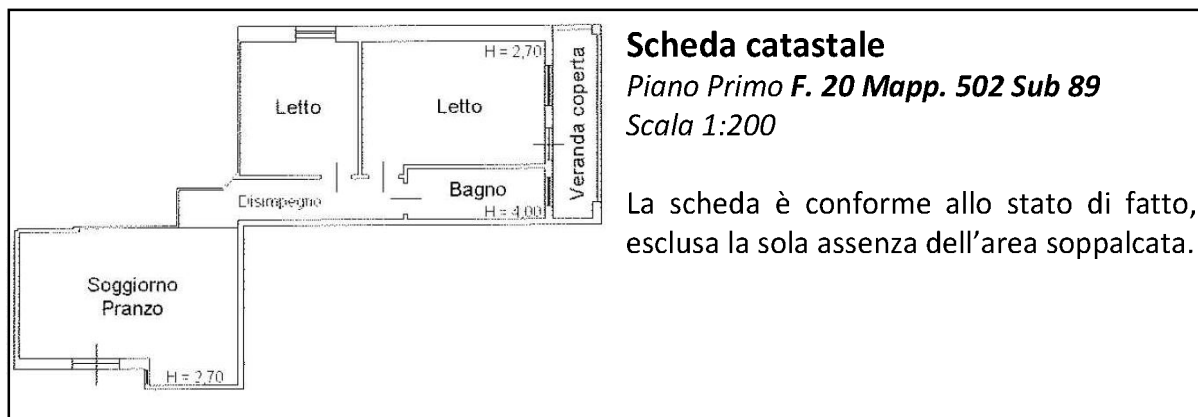 H = 2,70
Letto
Letto
Veranda coperta
Bagno
Disimpegno
H = 4,00
Soggiorno
Pranzo
H = 2,70
Scheda catastale
Piano Primo F. 20 Mapp. 502 Sub 89
Scala 1:200
La scheda è conforme allo stato di fatto,
esclusa la sola assenza dell’area soppalcata.